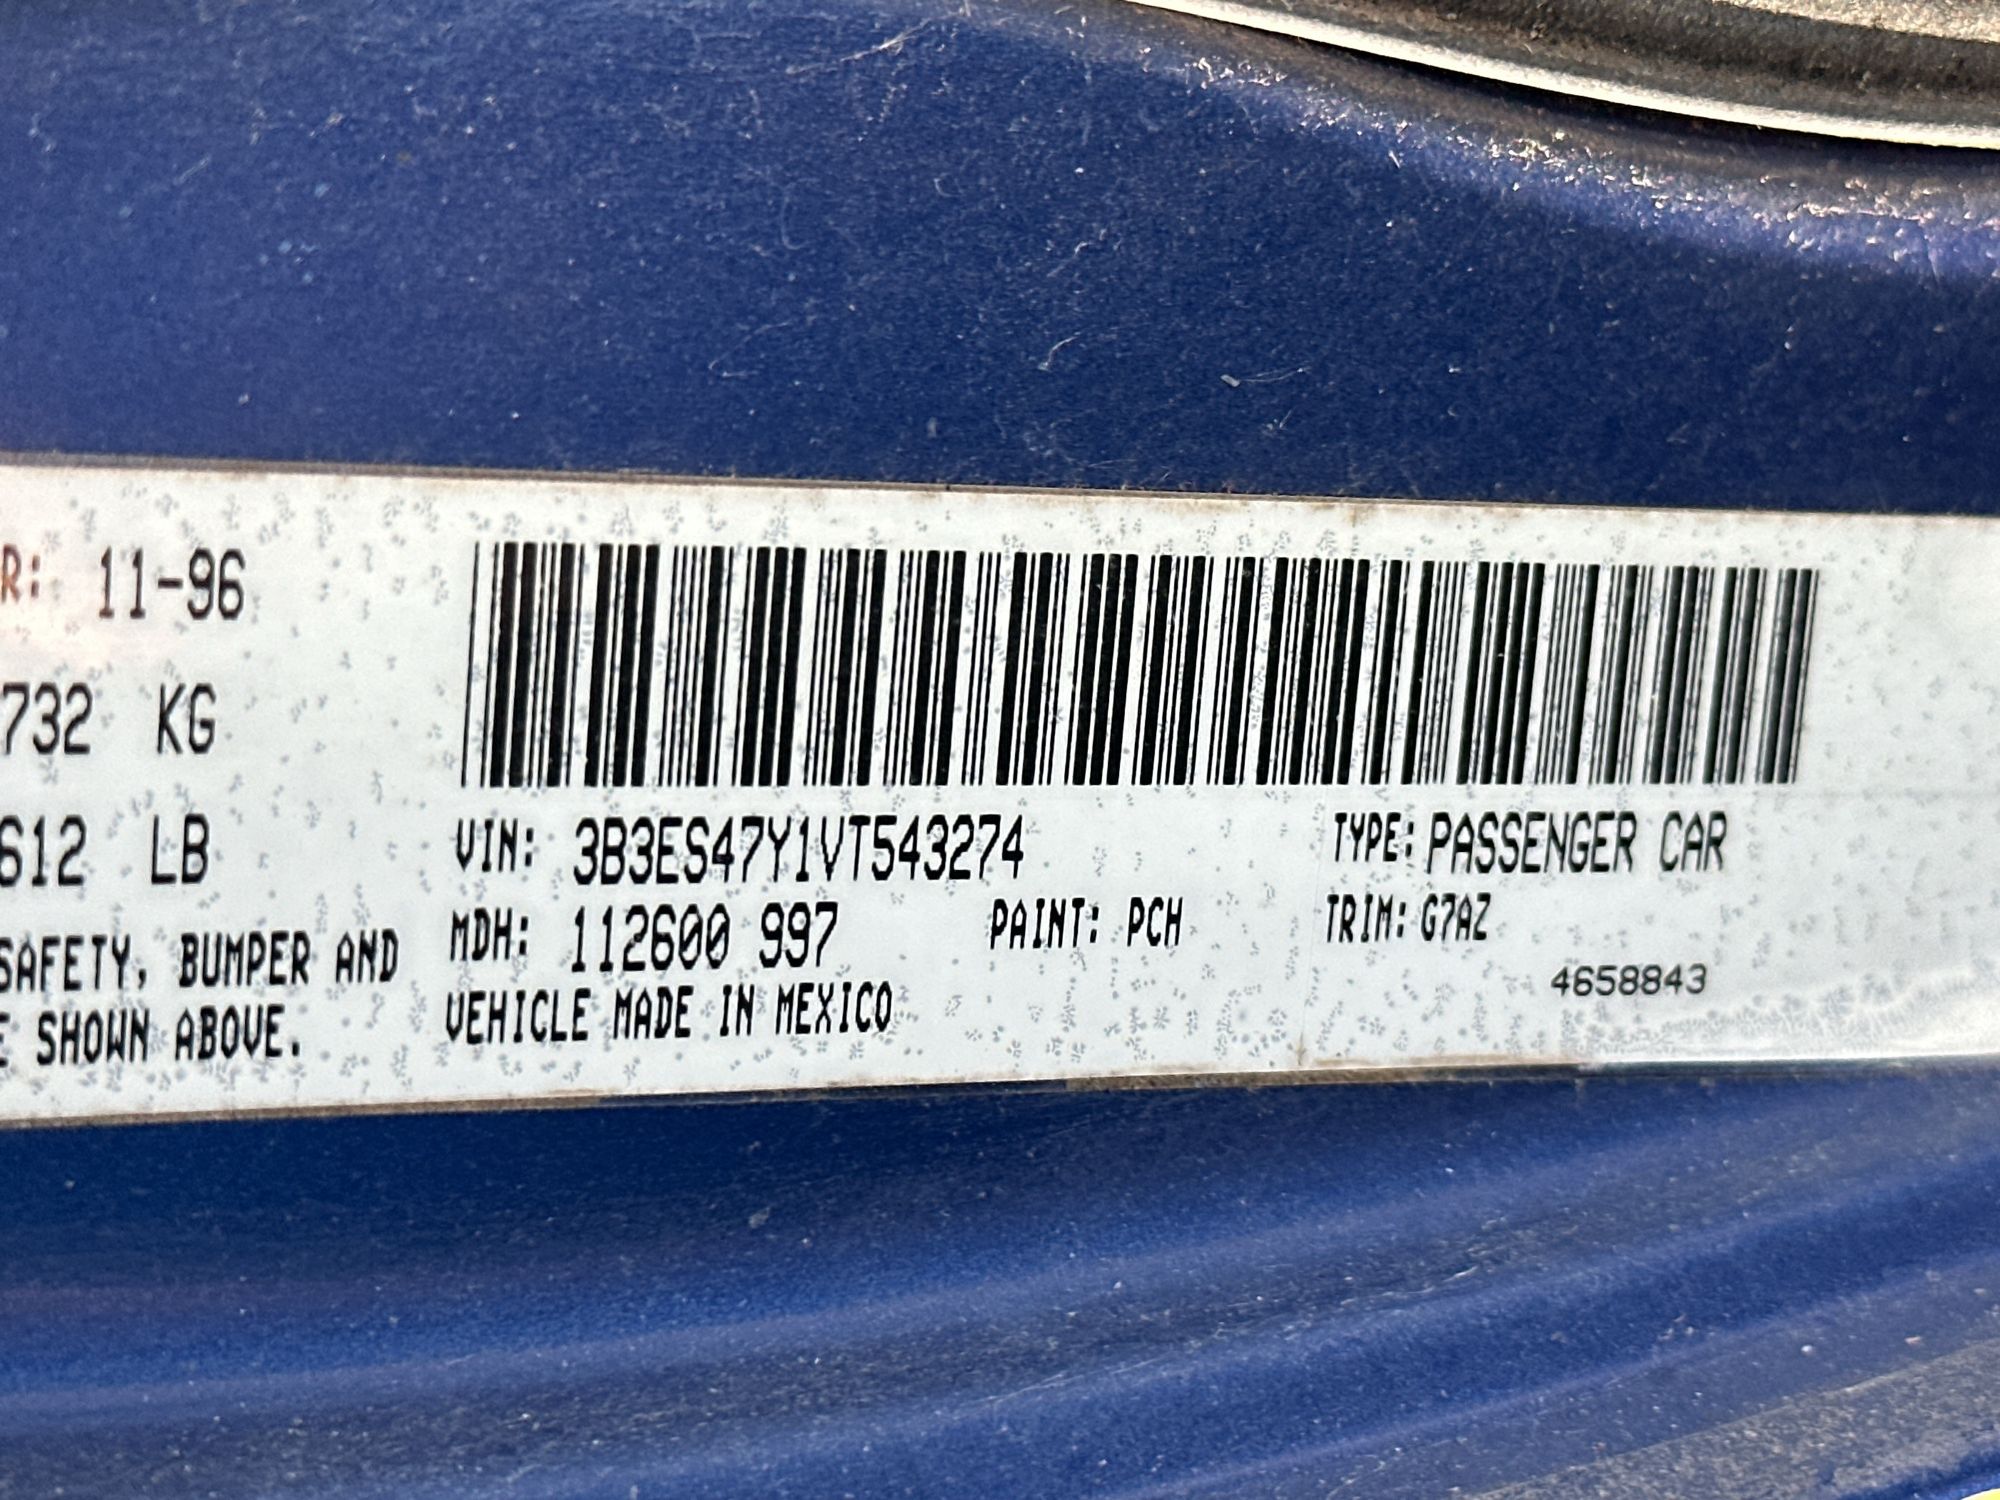 R: 11-96
732 KG
612 LB
SAFETY, BUMPER AND
E SHOWN ABOVE.
VIN: 3B3ES47Y1VT543274
TYPE: PASSENGER CAR
MDH: 112600 997
PAINT: PCH
TRIM: G7AZ
VEHICLE MADE IN MEXICO
4658843